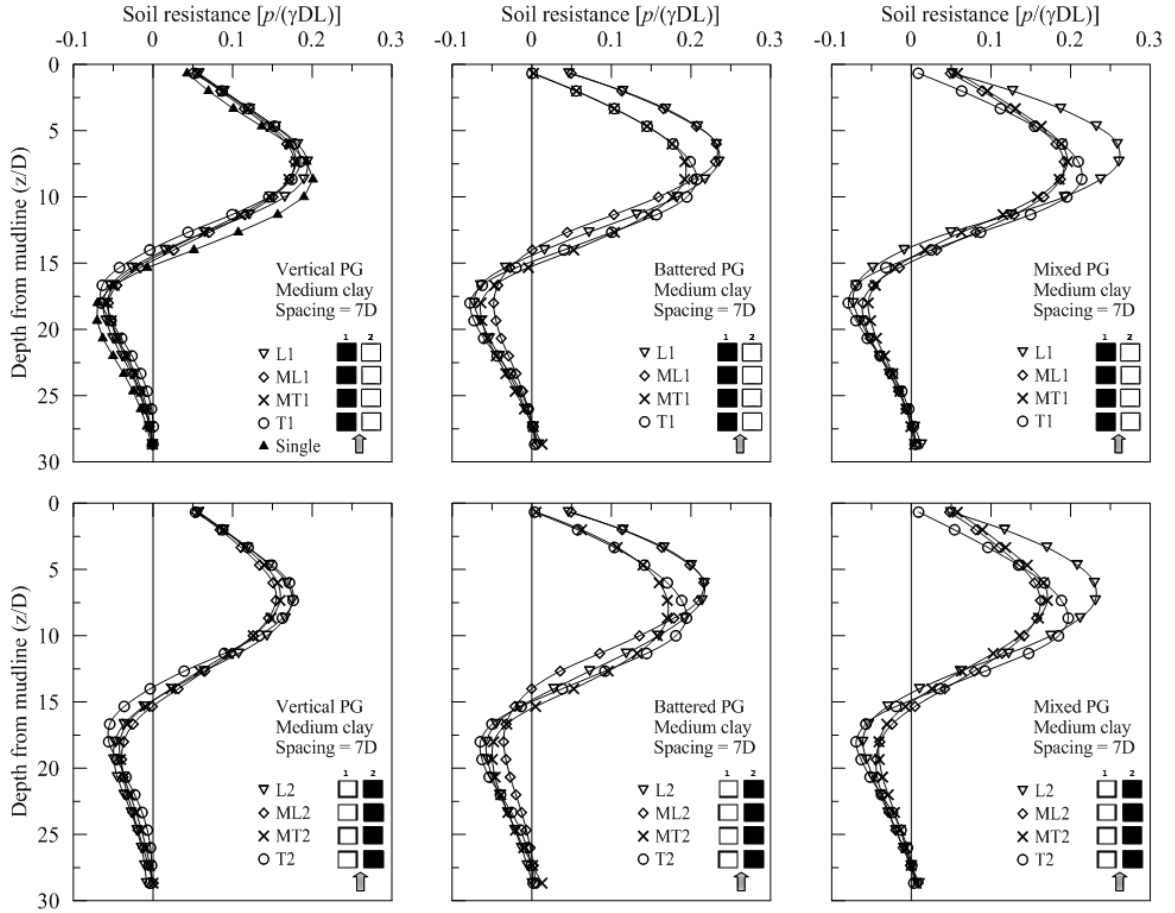 Soil resistance [p/(γDL)]
-0.1 0 0.1 0.2 0.3
Soil resistance [p/(γDL)]
-0.1 0 0.1 0.2 0.3
Soil resistance [p/(γDL)]
-0.1 0 0.1 0.2 0.3
Depth from mudline (z/D)
0
5
10
15
20
25
30
Vertical PG
Medium clay
Spacing = 7D
1 2
L1
ML1
MT1
T1
Single
Battered PG
Medium clay
Spacing = 7D
1 2
L1
ML1
MT1
T1
Mixed PG
Medium clay
Spacing = 7D
1 2
L1
ML1
MT1
T1
Depth from mudline (z/D)
0
5
10
15
20
25
30
Vertical PG
Medium clay
Spacing = 7D
1 2
L2
ML2
MT2
T2
Battered PG
Medium clay
Spacing = 7D
1 2
L2
ML2
MT2
T2
Mixed PG
Medium clay
Spacing = 7D
1 2
L2
ML2
MT2
T2